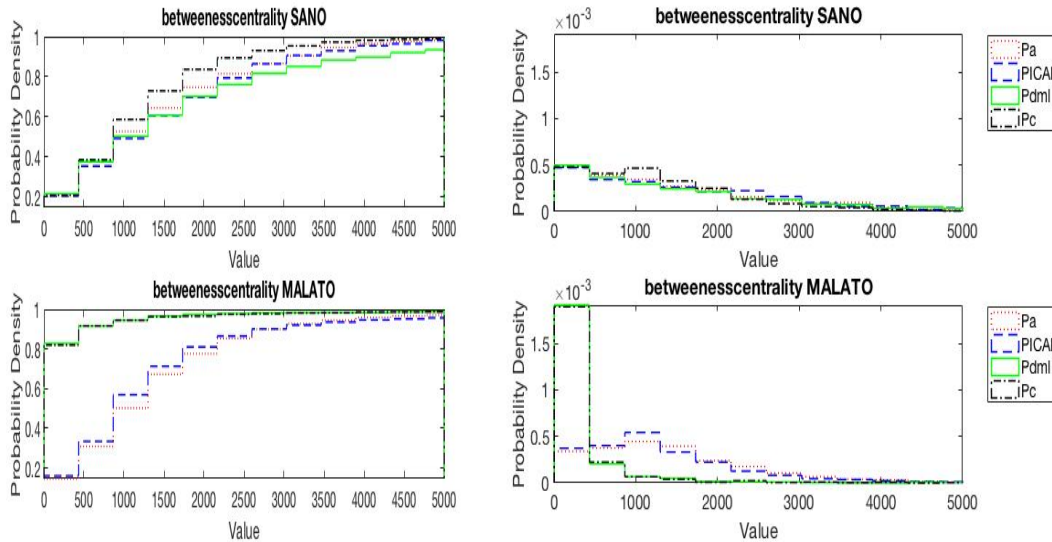 betweenesscentrality SANO
Probability Density
1
0.8
0.6
0.4
0.2
0 500 1000 1500 2000 2500 3000 3500 4000 4500 5000
Value
betweenesscentrality SANO
×10⁻³
Probability Density
1.5
1
0.5
0
0 1000 2000 3000 4000 5000
Value
Pa
PICAI
Pdml
Pc
betweenesscentrality MALATO
Probability Density
1
0.8
0.6
0.4
0.2
0 500 1000 1500 2000 2500 3000 3500 4000 4500 5000
Value
betweenesscentrality MALATO
×10⁻³
Probability Density
1.5
1
0.5
0
0 1000 2000 3000 4000 5000
Value
Pa
PICAI
Pdml
Pc